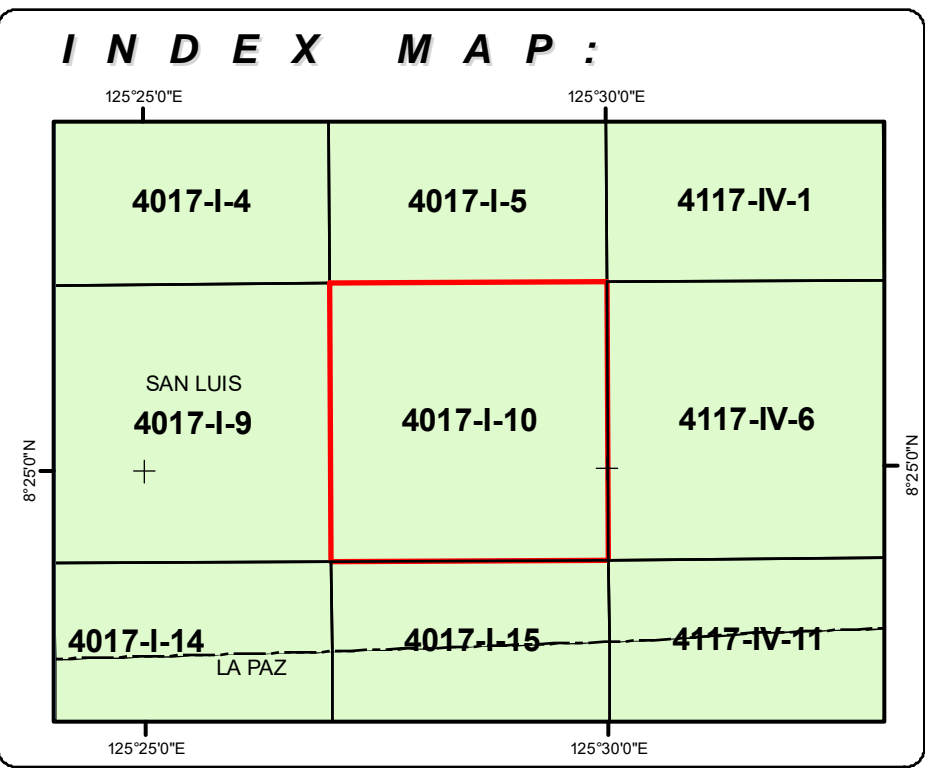 INDEX MAP:
125°25'0"E 125°30'0"E
4017-I-4 4017-I-5 4117-IV-1
SAN LUIS
4017-I-9 4017-I-10 4117-IV-6
8°25'0"N 8°25'0"N
4017-I-14 4017-I-15 4117-IV-11
LA PAZ
125°25'0"E 125°30'0"E